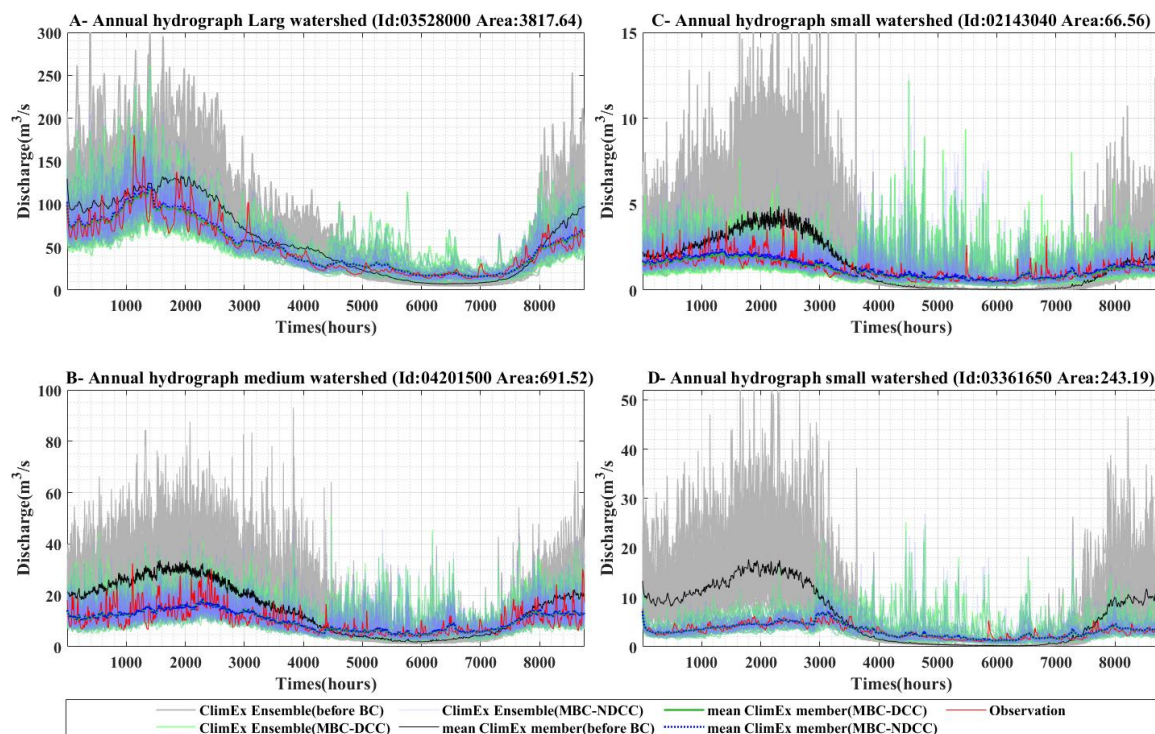 A- Annual hydrograph Larg watershed (Id:03528000 Area:3817.64)
300
250
200
150
100
50
0
Discharge(m3/s
1000 2000 3000 4000 5000 6000 7000 8000
Times(hours)
C- Annual hydrograph small watershed (Id:02143040 Area:66.56)
15
10
5
0
Discharge(m3/s
1000 2000 3000 4000 5000 6000 7000 8000
Times(hours)
B- Annual hydrograph medium watershed (Id:04201500 Area:691.52)
100
80
60
40
20
0
Discharge(m3/s
1000 2000 3000 4000 5000 6000 7000 8000
Times(hours)
D- Annual hydrograph small watershed (Id:03361650 Area:243.19)
50
40
30
20
10
0
Discharge(m3/s
1000 2000 3000 4000 5000 6000 7000 8000
Times(hours)
ClimEx Ensemble(before BC) ClimEx Ensemble(MBC-NDCC) mean ClimEx member(MBC-DCC) Observation
ClimEx Ensemble(MBC-DCC) mean ClimEx member(before BC) mean ClimEx member(MBC-NDCC)